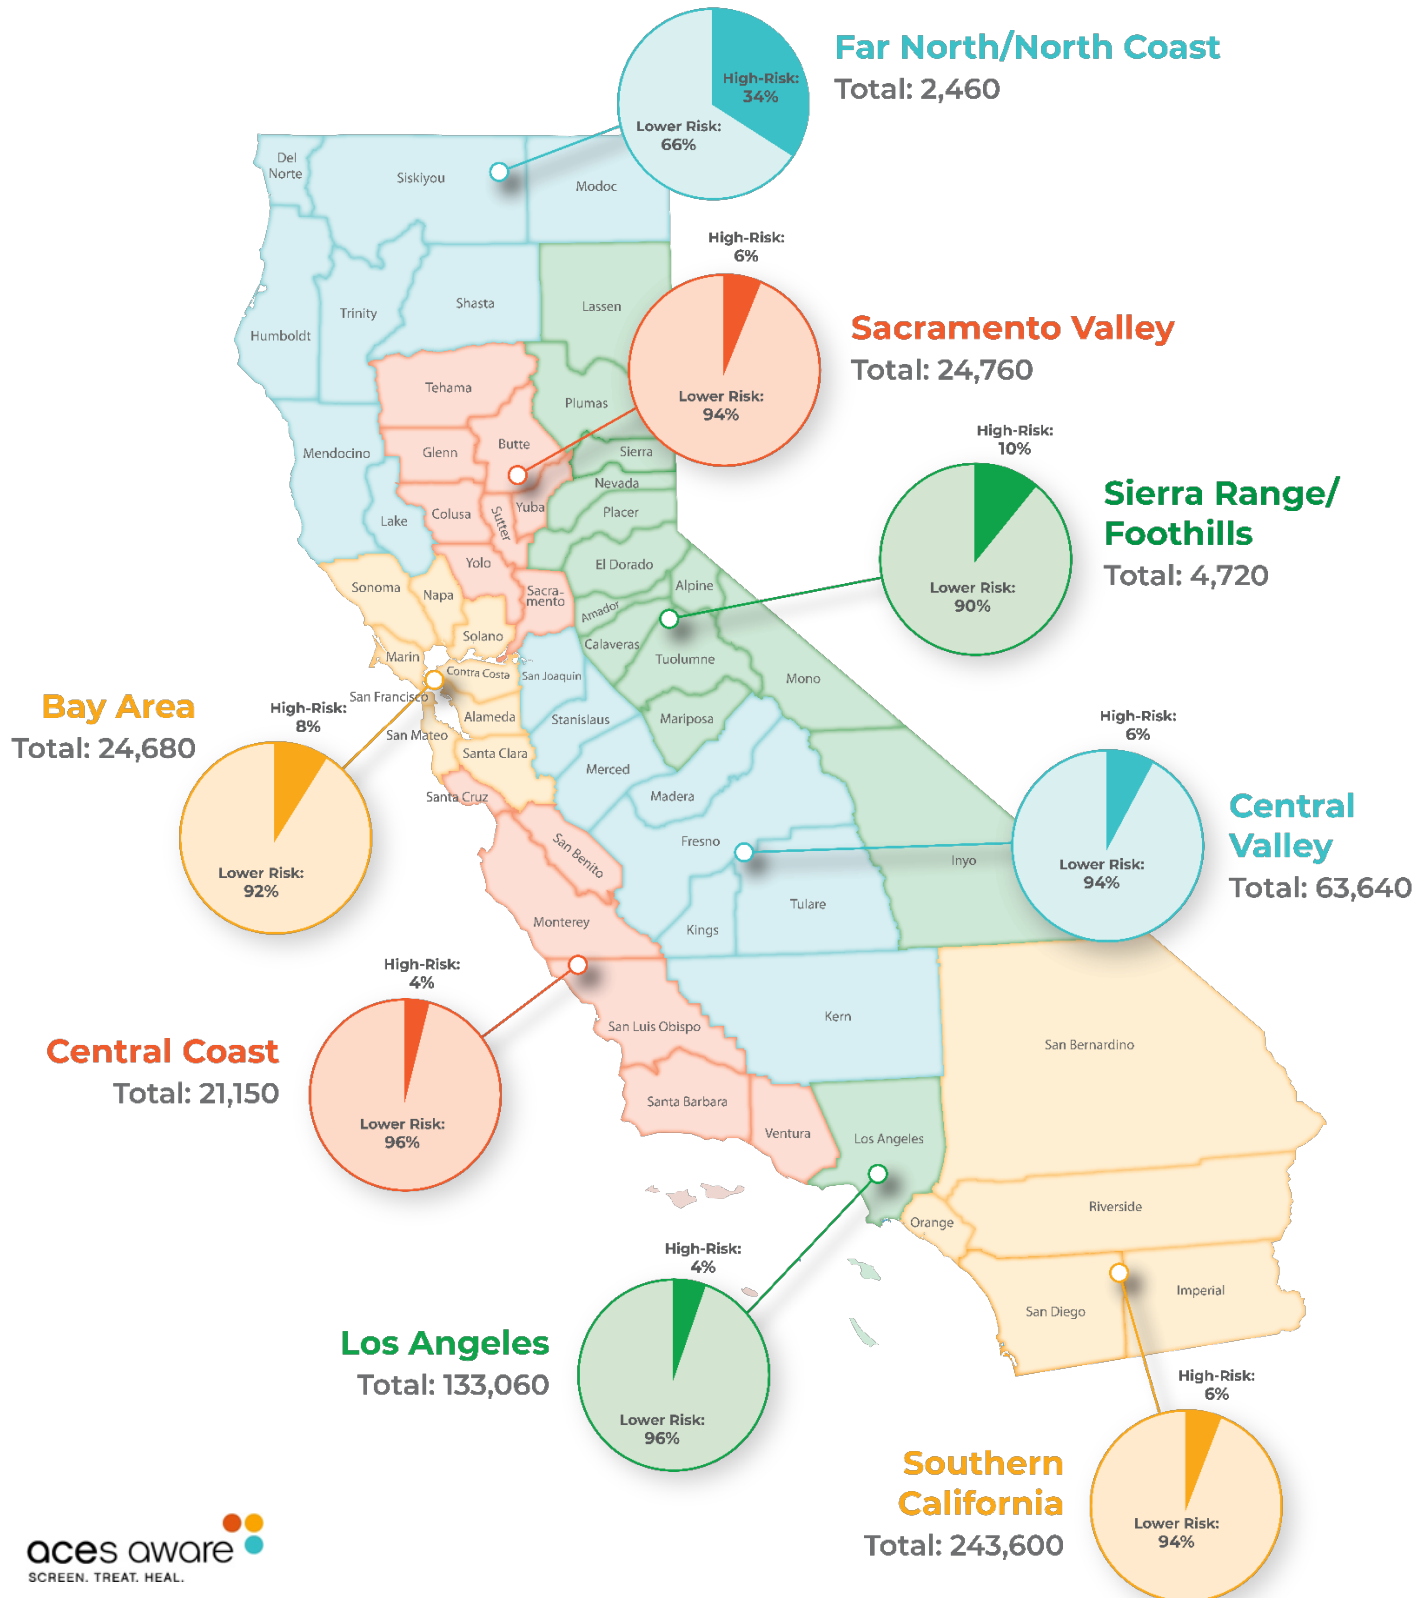 Far North/North Coast
Total: 2,460
High-Risk:
34%
Lower Risk:
66%
Del
Norte
Siskiyou
Modoc
Humboldt
Trinity
Shasta
Lassen
High-Risk:
6%
Lower Risk:
94%
Sacramento Valley
Total: 24,760
Tehama
Plumas
Mendocino
Glenn
Butte
Sierra
Nevada
Lake
Colusa
Sutter
Yuba
Placer
High-Risk:
10%
Lower Risk:
90%
Sierra Range/
Foothills
Total: 4,720
Yolo
El Dorado
Sonoma
Napa
Sacra-
mento
Alpine
Amador
Solano
Calaveras
Marin
Contra Costa
San Joaquin
Tuolumne
Mono
San Francisco
Alameda
Stanislaus
Mariposa
San Mateo
Santa Clara
Merced
Santa Cruz
Madera
Bay Area
Total: 24,680
High-Risk:
8%
Lower Risk:
92%
High-Risk:
6%
Lower Risk:
94%
Central
Valley
Total: 63,640
San Benito
Fresno
Inyo
Monterey
Kings
Tulare
High-Risk:
4%
Lower Risk:
96%
Central Coast
Total: 21,150
San Luis Obispo
Kern
San Bernardino
Santa Barbara
Ventura
Los Angeles
Orange
Riverside
High-Risk:
4%
Lower Risk:
96%
Los Angeles
Total: 133,060
San Diego
Imperial
High-Risk:
6%
Lower Risk:
94%
Southern
California
Total: 243,600
aces aware
SCREEN. TREAT. HEAL.